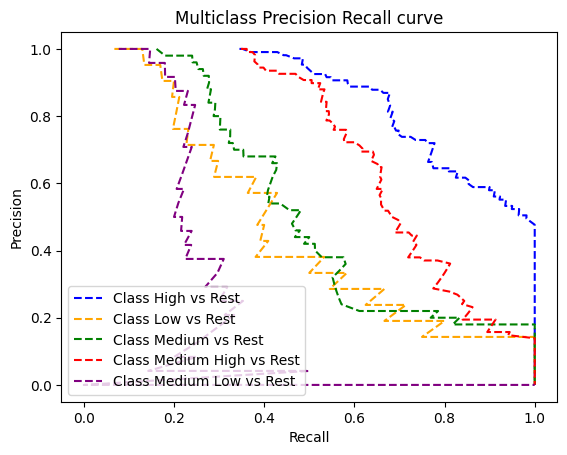 Multiclass Precision Recall curve
Precision
1.0
0.8
0.6
0.4
0.2
0.0
Class High vs Rest
Class Low vs Rest
Class Medium vs Rest
Class Medium High vs Rest
Class Medium Low vs Rest
0.0 0.2 0.4 0.6 0.8 1.0
Recall